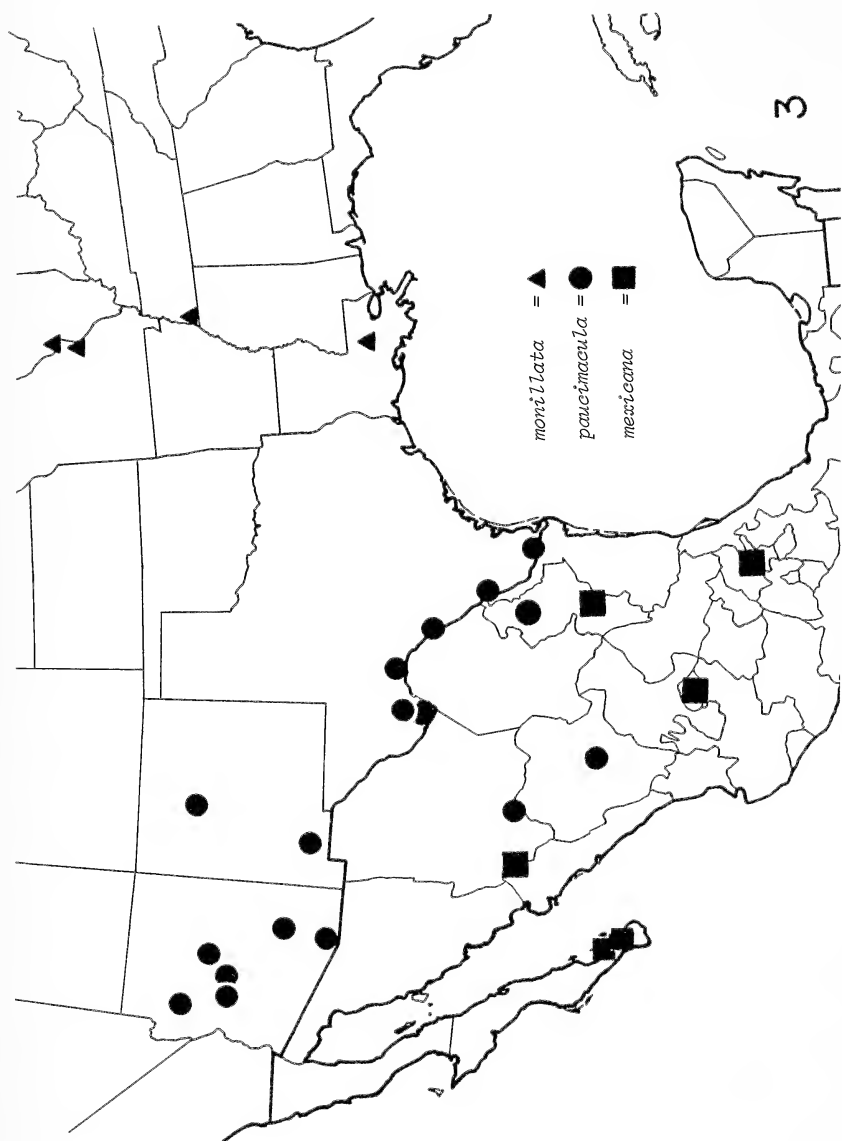 monillata = ▲
paucimacula = ●
mexicana = ■
3